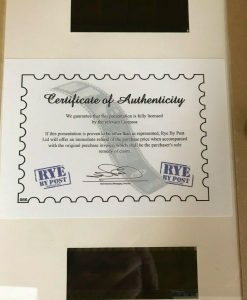 Certificate of Authenticity
We guarantee that this presentation is fully licensed
by the relevant Licensor.
If this presentation is proven to be other than as represented, Rye By Post
Ltd will offer an immediate refund of the purchase price when accompanied
with the original purchase invoice, which shall be the purchaser's sole
remedy of claim.
RYE
BY POST
RYE
BY POST